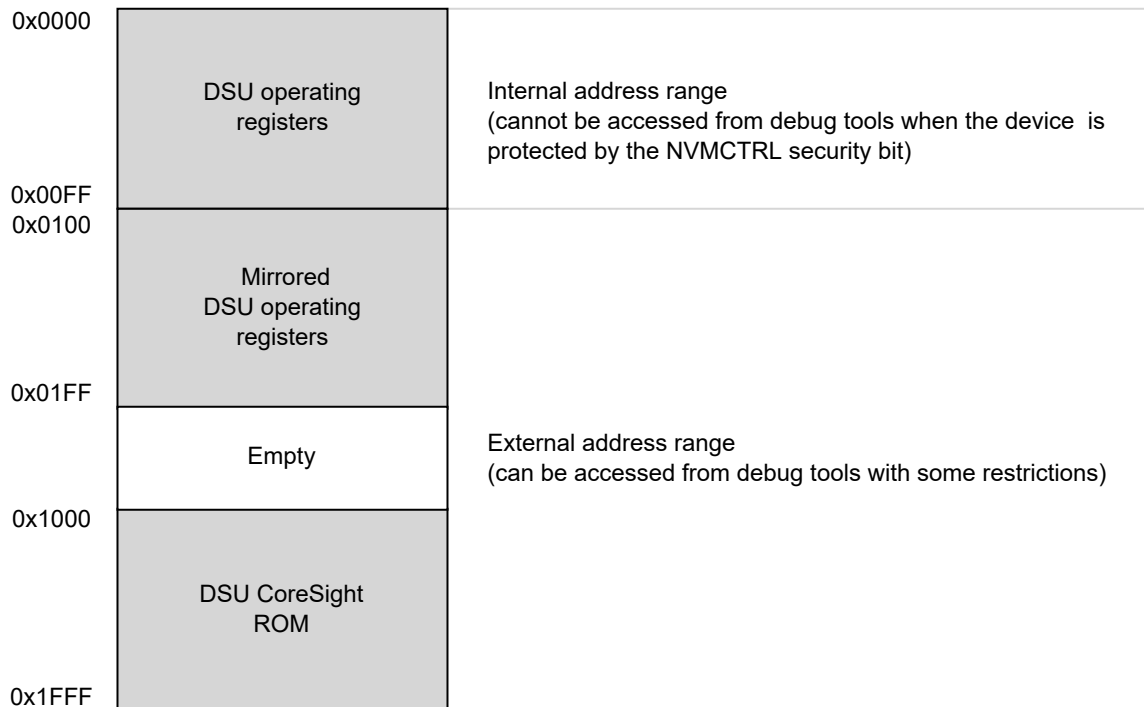 0x0000
DSU operating
registers
Internal address range
(cannot be accessed from debug tools when the device is
protected by the NVMCTRL security bit)
0x00FF
0x0100
Mirrored
DSU operating
registers
0x01FF
Empty
External address range
(can be accessed from debug tools with some restrictions)
0x1000
DSU CoreSight
ROM
0x1FFF